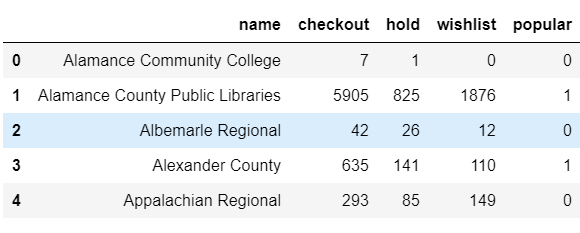 name checkout hold wishlist popular
0 Alamance Community College 7 1 0 0
1 Alamance County Public Libraries 5905 825 1876 1
2 Albemarle Regional 42 26 12 0
3 Alexander County 635 141 110 1
4 Appalachian Regional 293 85 149 0